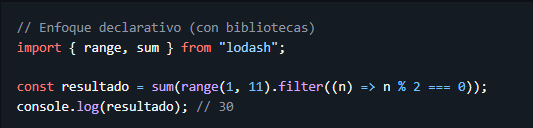 // Enfoque declarativo (con bibliotecas)
import { range, sum } from "lodash";
const resultado = sum(range(1, 11).filter((n) => n % 2 === 0));
console.log(resultado); // 30